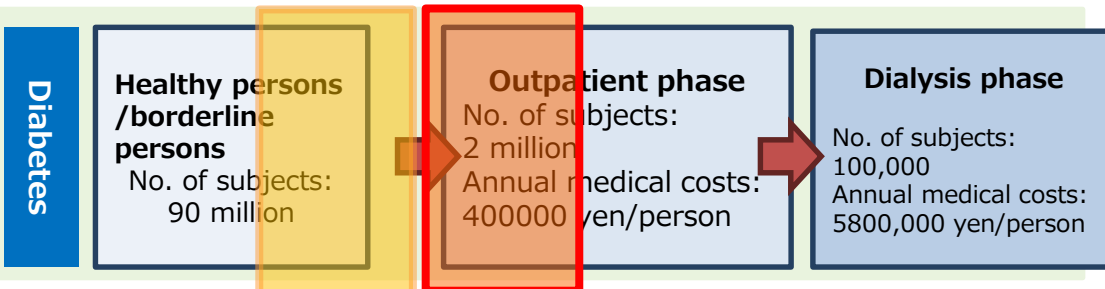 Diabetes
Healthy persons
/borderline
persons
No. of subjects:
90 million
Outpatient phase
No. of subjects:
2 million
Annual medical costs:
400000 yen/person
Dialysis phase
No. of subjects:
100,000
Annual medical costs:
5800,000 yen/person